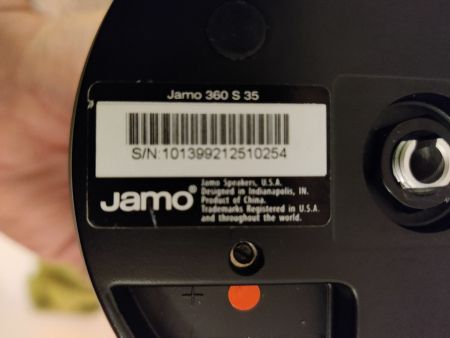 Jamo 360 S 35
S/N:101399212510254
Jamo®
Jamo Speakers, U.S.A.
Designed in Indianapolis, IN.
Product of China.
Trademarks Registered in U.S.A.
and throughout the world.
+